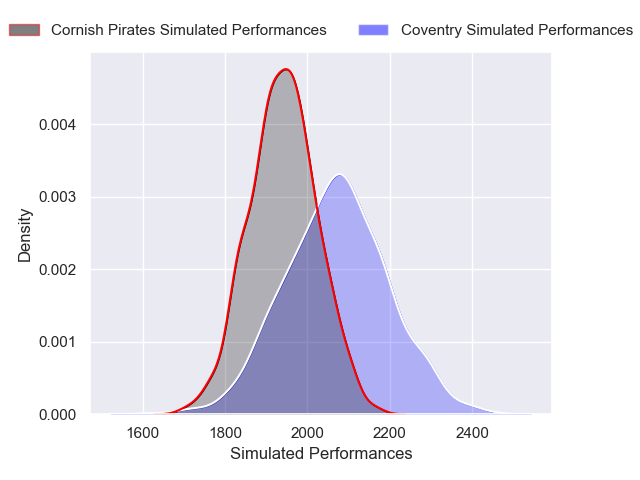 Cornish Pirates Simulated Performances
Coventry Simulated Performances
Density
0.004
0.003
0.002
0.001
0.000
1600 1800 2000 2200 2400
Simulated Performances